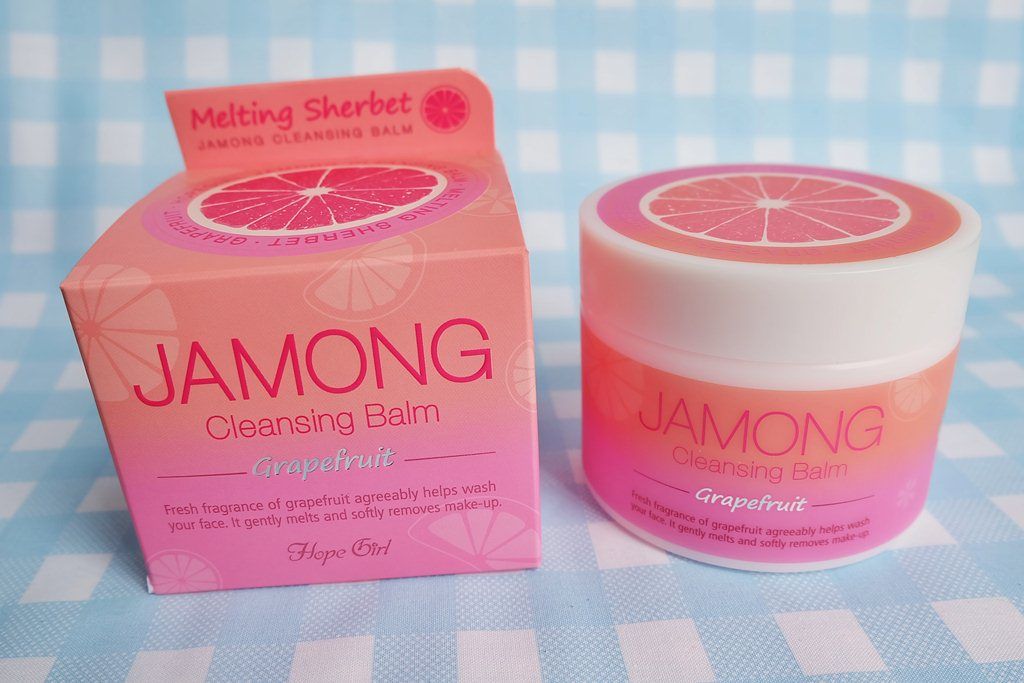 Melting Sherbet
JAMONG CLEANSING BALM
MELTING SHERBET · GRAPEFRUIT
JAMONG
Cleansing Balm
Grapefruit
Fresh fragrance of grapefruit agreeably helps wash
your face. It gently melts and softly removes make-up.
Hope Girl
JAMONG
Cleansing Balm
Grapefruit
Fresh fragrance of grapefruit agreeably helps wash
your face. It gently melts and softly removes make-up.